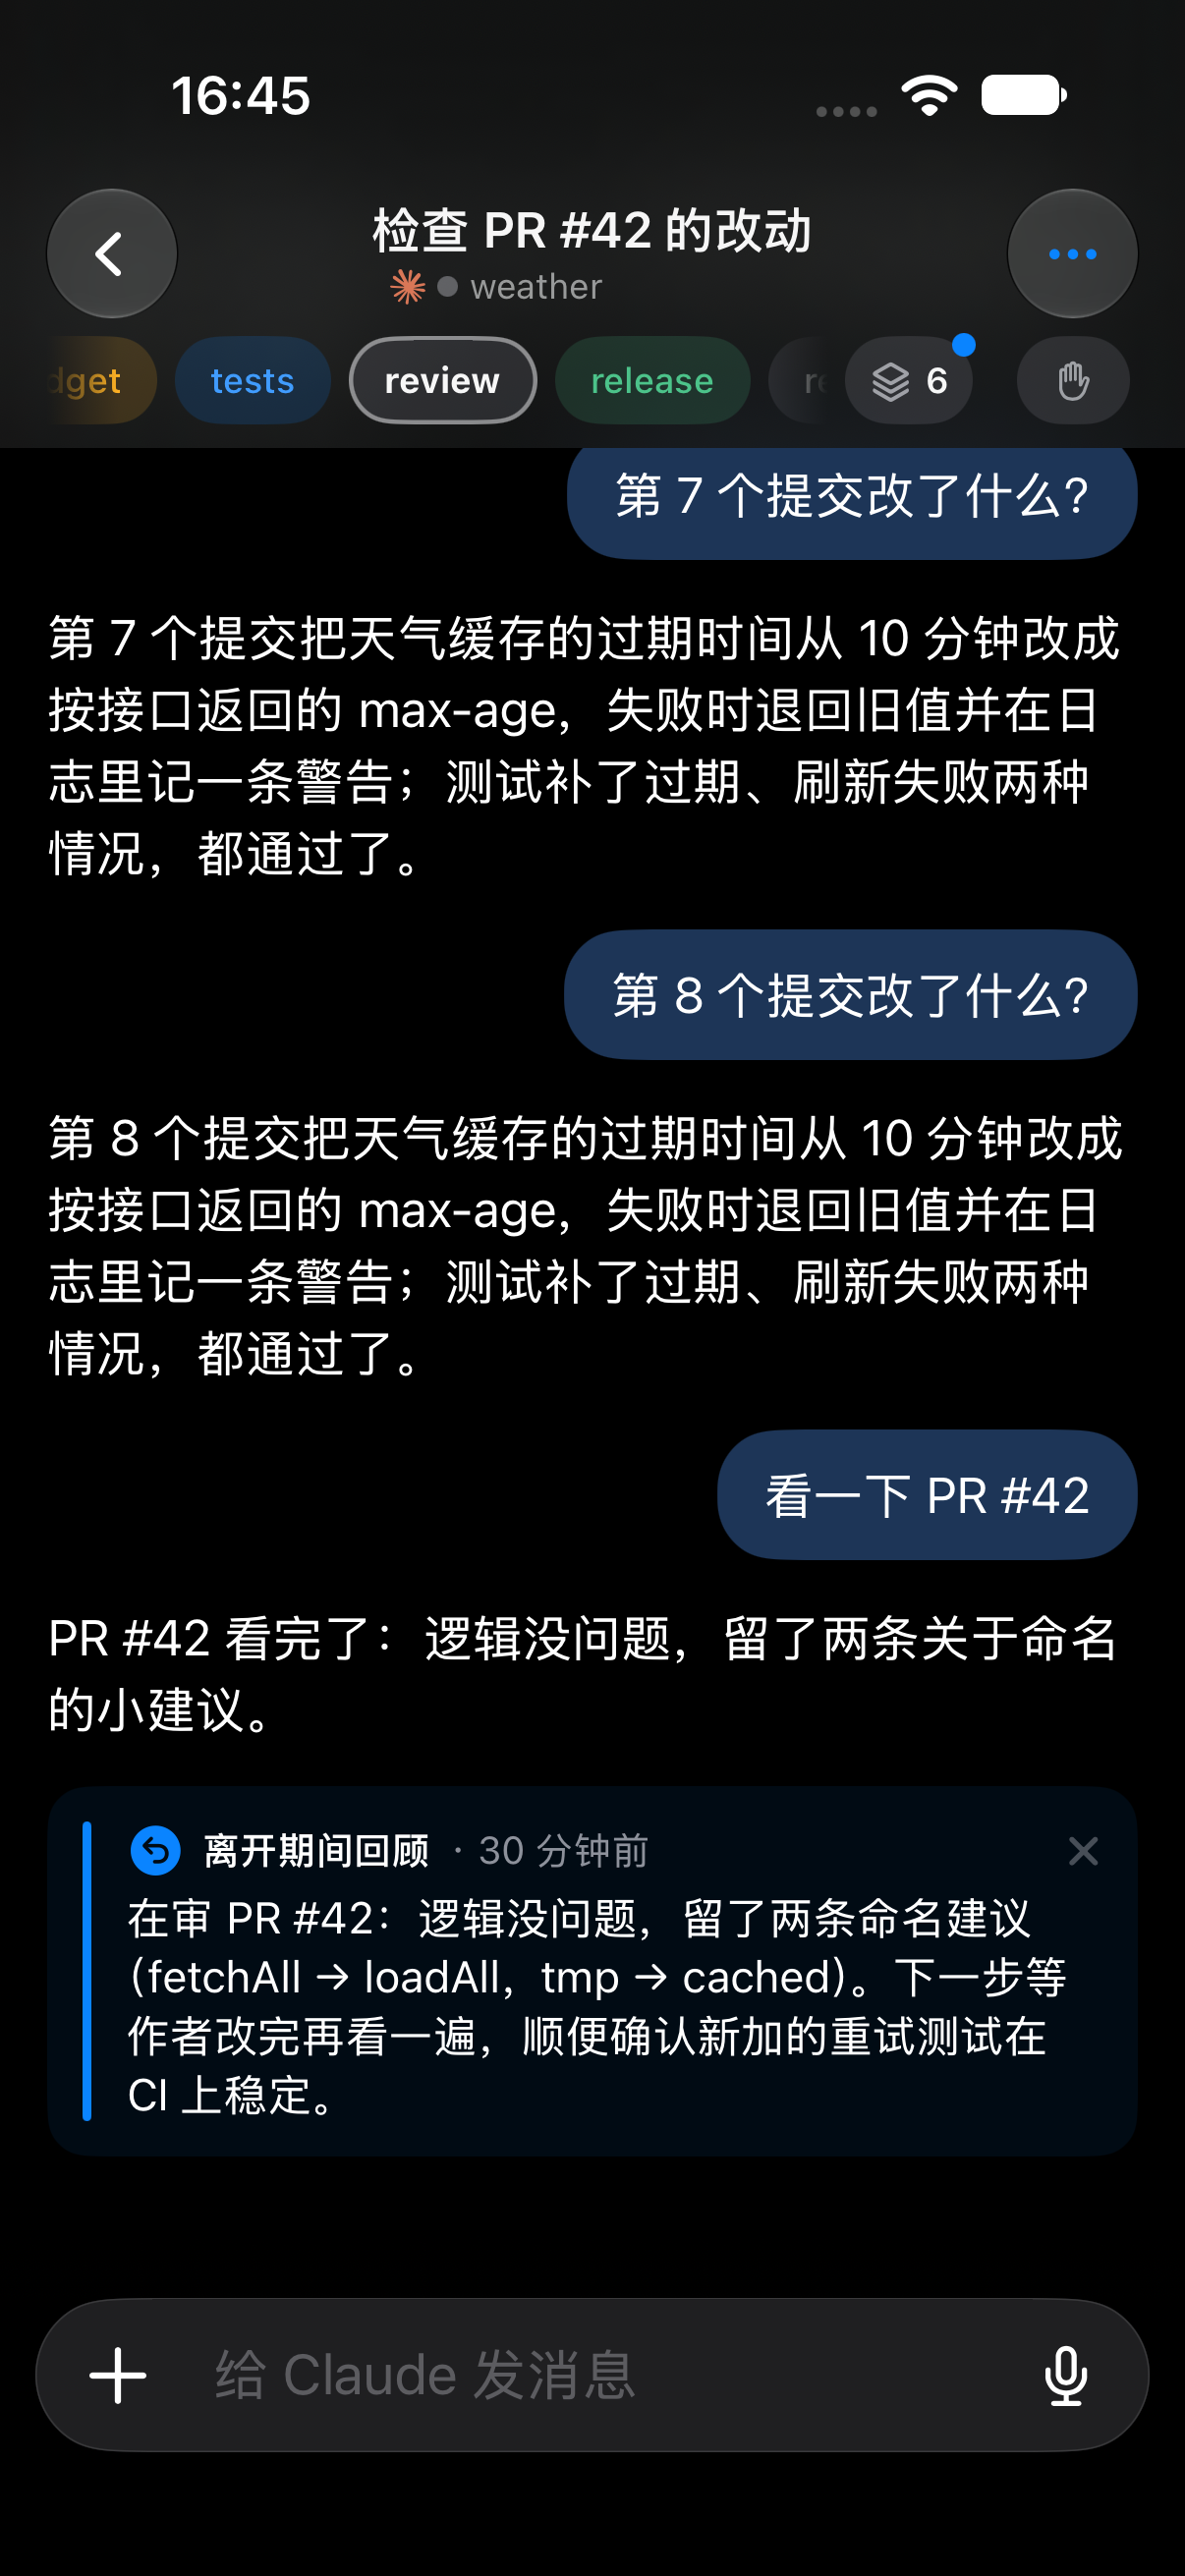 16:45
检查 PR #42 的改动
weather
dget
tests
review
release
re
6
第 7 个提交改了什么?
第 7 个提交把天气缓存的过期时间从 10 分钟改成
按接口返回的 max-age，失败时退回旧值并在日
志里记一条警告；测试补了过期、刷新失败两种
情况，都通过了。
第 8 个提交改了什么?
第 8 个提交把天气缓存的过期时间从 10 分钟改成
按接口返回的 max-age，失败时退回旧值并在日
志里记一条警告；测试补了过期、刷新失败两种
情况，都通过了。
看一下 PR #42
PR #42 看完了：逻辑没问题，留了两条关于命名
的小建议。
离开期间回顾 · 30 分钟前
在审 PR #42：逻辑没问题，留了两条命名建议
（fetchAll → loadAll，tmp → cached）。下一步等
作者改完再看一遍，顺便确认新加的重试测试在
CI 上稳定。
给 Claude 发消息